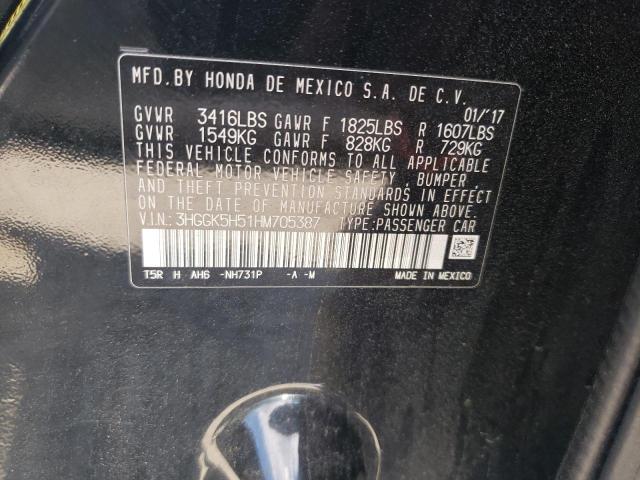 MFD. BY HONDA DE MEXICO S.A. DE C.V.
01/'17
GVWR 3416LBS GAWR F 1825LBS R 1607LBS
GVWR 1549KG GAWR F 828KG R 729KG
THIS VEHICLE CONFORMS TO ALL APPLICABLE
FEDERAL MOTOR VEHICLE SAFETY, BUMPER,
AND THEFT PREVENTION STANDARDS IN EFFECT
ON THE DATE OF MANUFACTURE SHOWN ABOVE.
V.I.N.: 3HGGK5H51HM705387 TYPE:PASSENGER CAR
T5R H AH6 -NH731P -A -M MADE IN MEXICO